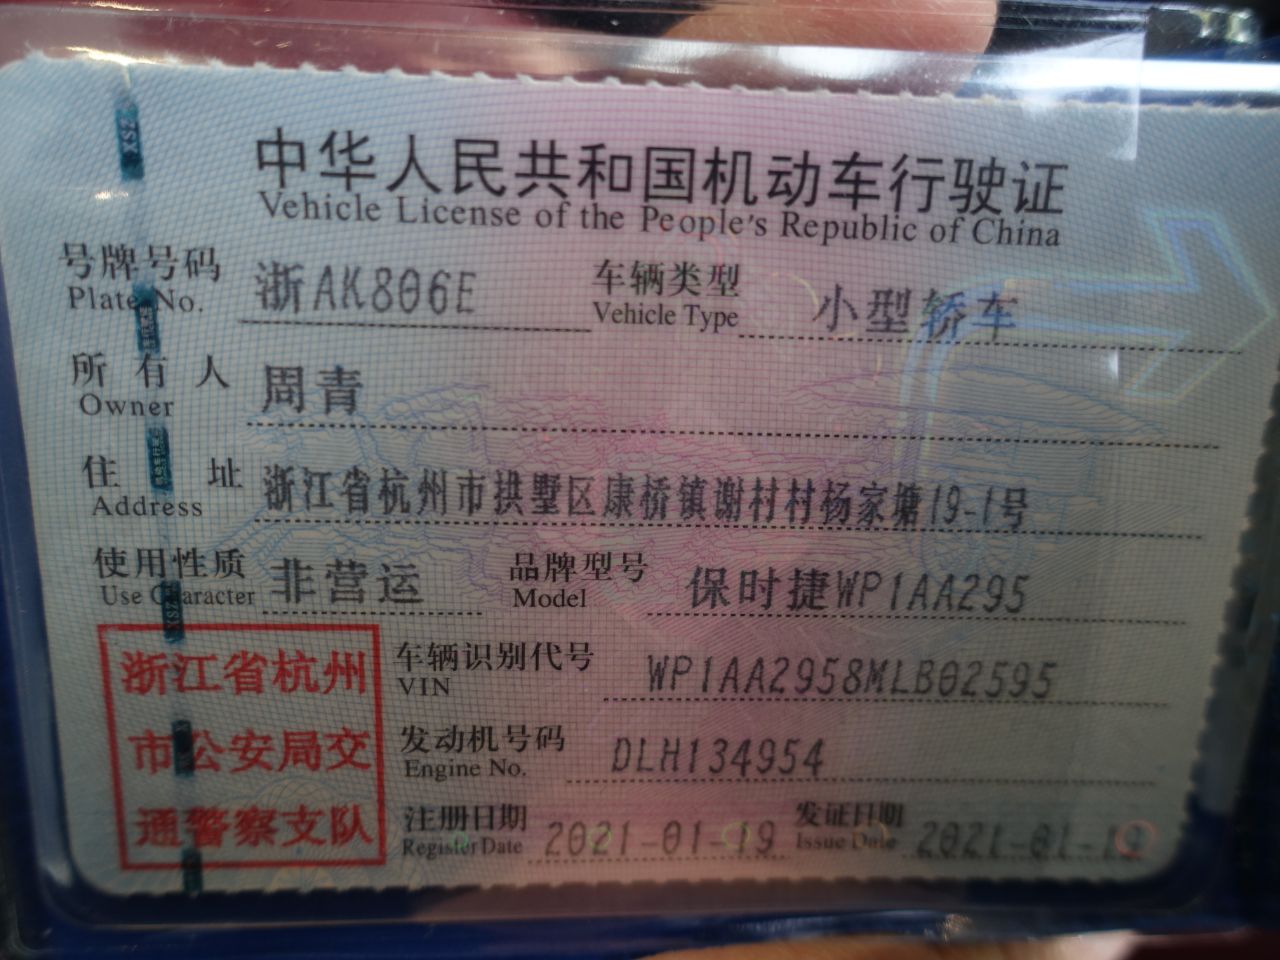 中华人民共和国机动车行驶证
Vehicle License of the People's Republic of China
号牌号码 浙AK806E 车辆类型 小型轿车
Plate No. Vehicle Type
所有人 周青
Owner
住址 浙江省杭州市拱墅区康桥镇谢村村杨家塘19-1号
Address
使用性质 非营运 品牌型号 保时捷WP1AA295
Use Character Model
车辆识别代号 WP1AA2958MLB02595
VIN
发动机号码 DLH134954
Engine No.
注册日期 2021-01-19 发证日期 2021-01-19
Register Date Issue Date
浙江省杭州
市公安局交
通警察支队